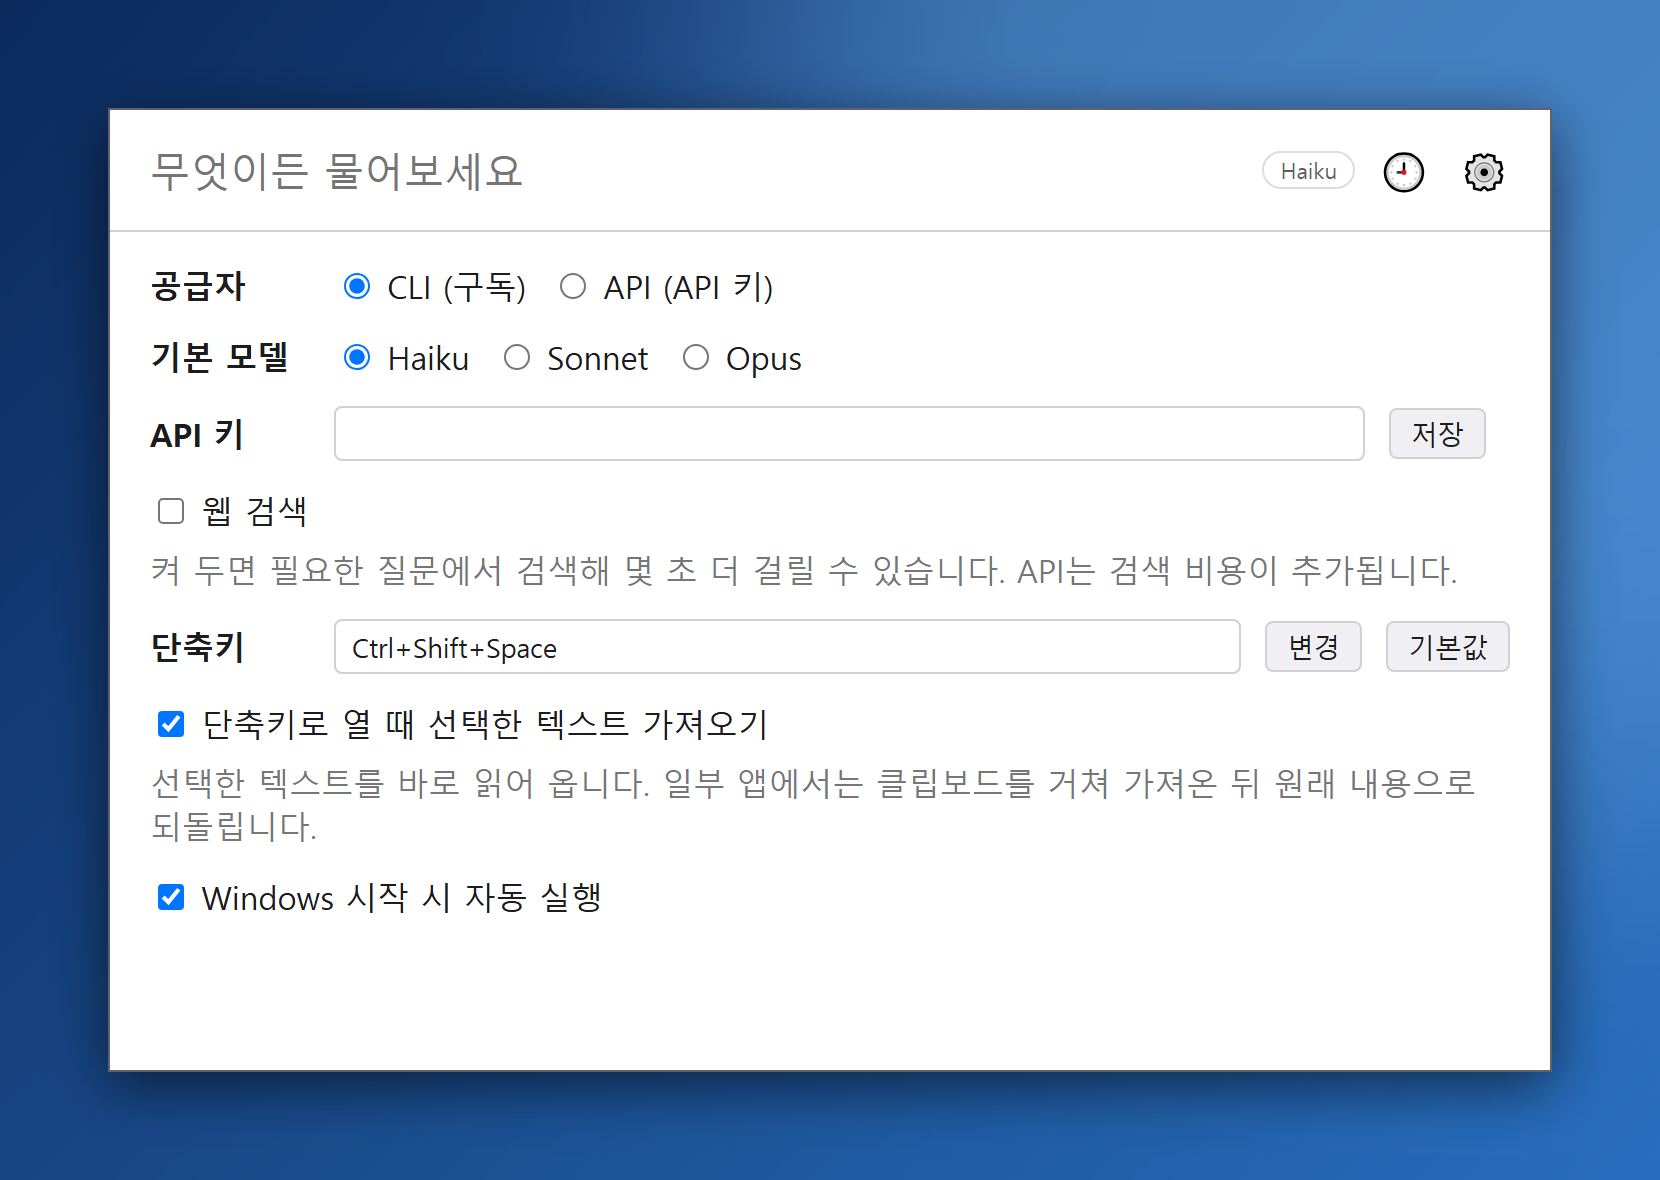 무엇이든 물어보세요
Haiku
공급자 CLI (구독) API (API 키)
기본 모델 Haiku Sonnet Opus
API 키 저장
웹 검색
켜 두면 필요한 질문에서 검색해 몇 초 더 걸릴 수 있습니다. API는 검색 비용이 추가됩니다.
단축키 Ctrl+Shift+Space 변경 기본값
단축키로 열 때 선택한 텍스트 가져오기
선택한 텍스트를 바로 읽어 옵니다. 일부 앱에서는 클립보드를 거쳐 가져온 뒤 원래 내용으로
되돌립니다.
Windows 시작 시 자동 실행